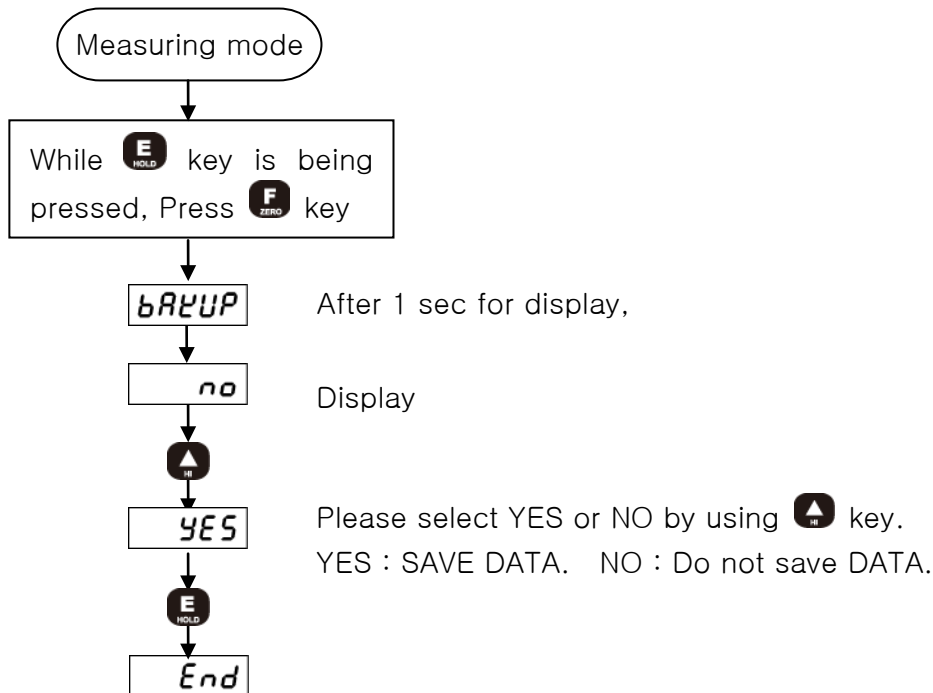 Measuring mode
While E HOLD key is being
pressed, Press F ZERO key
bAKUP
After 1 sec for display,
no
Display
HI
YES
Please select YES or NO by using HI key.
YES : SAVE DATA. NO : Do not save DATA.
E
HOLD
End